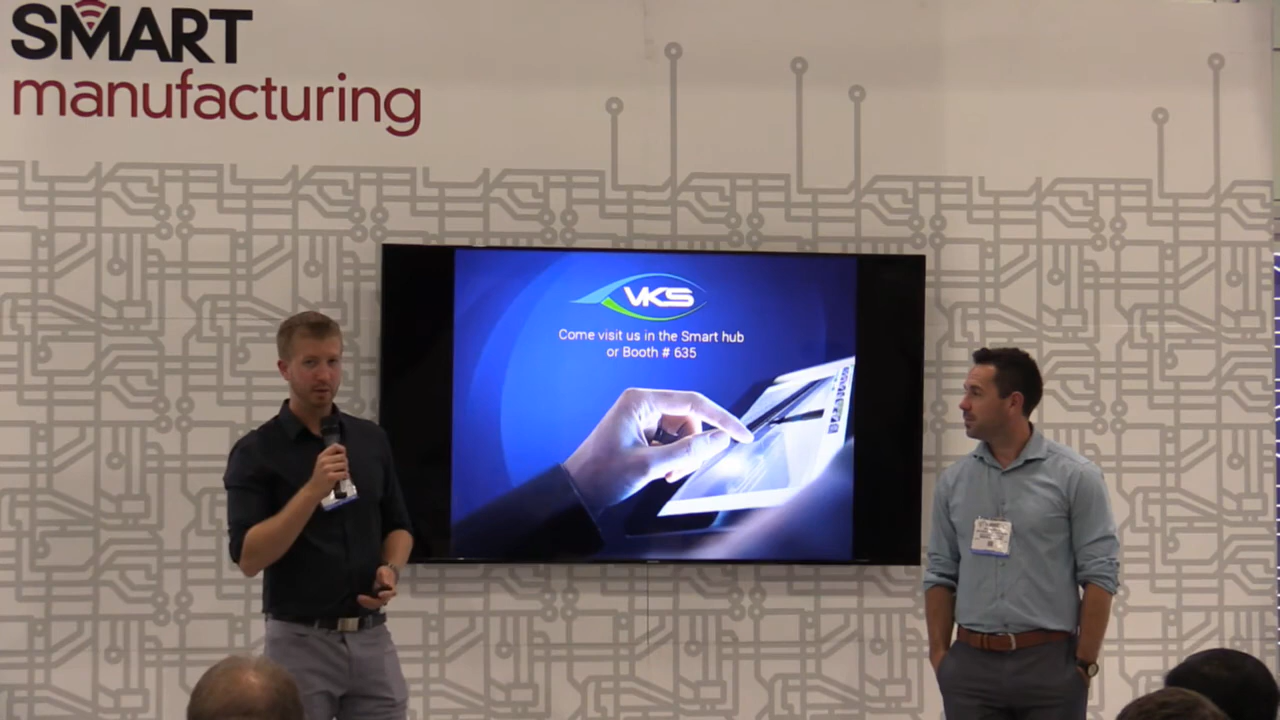 SMART
manufacturing
VKS
Come visit us in the Smart hub
or Booth # 635